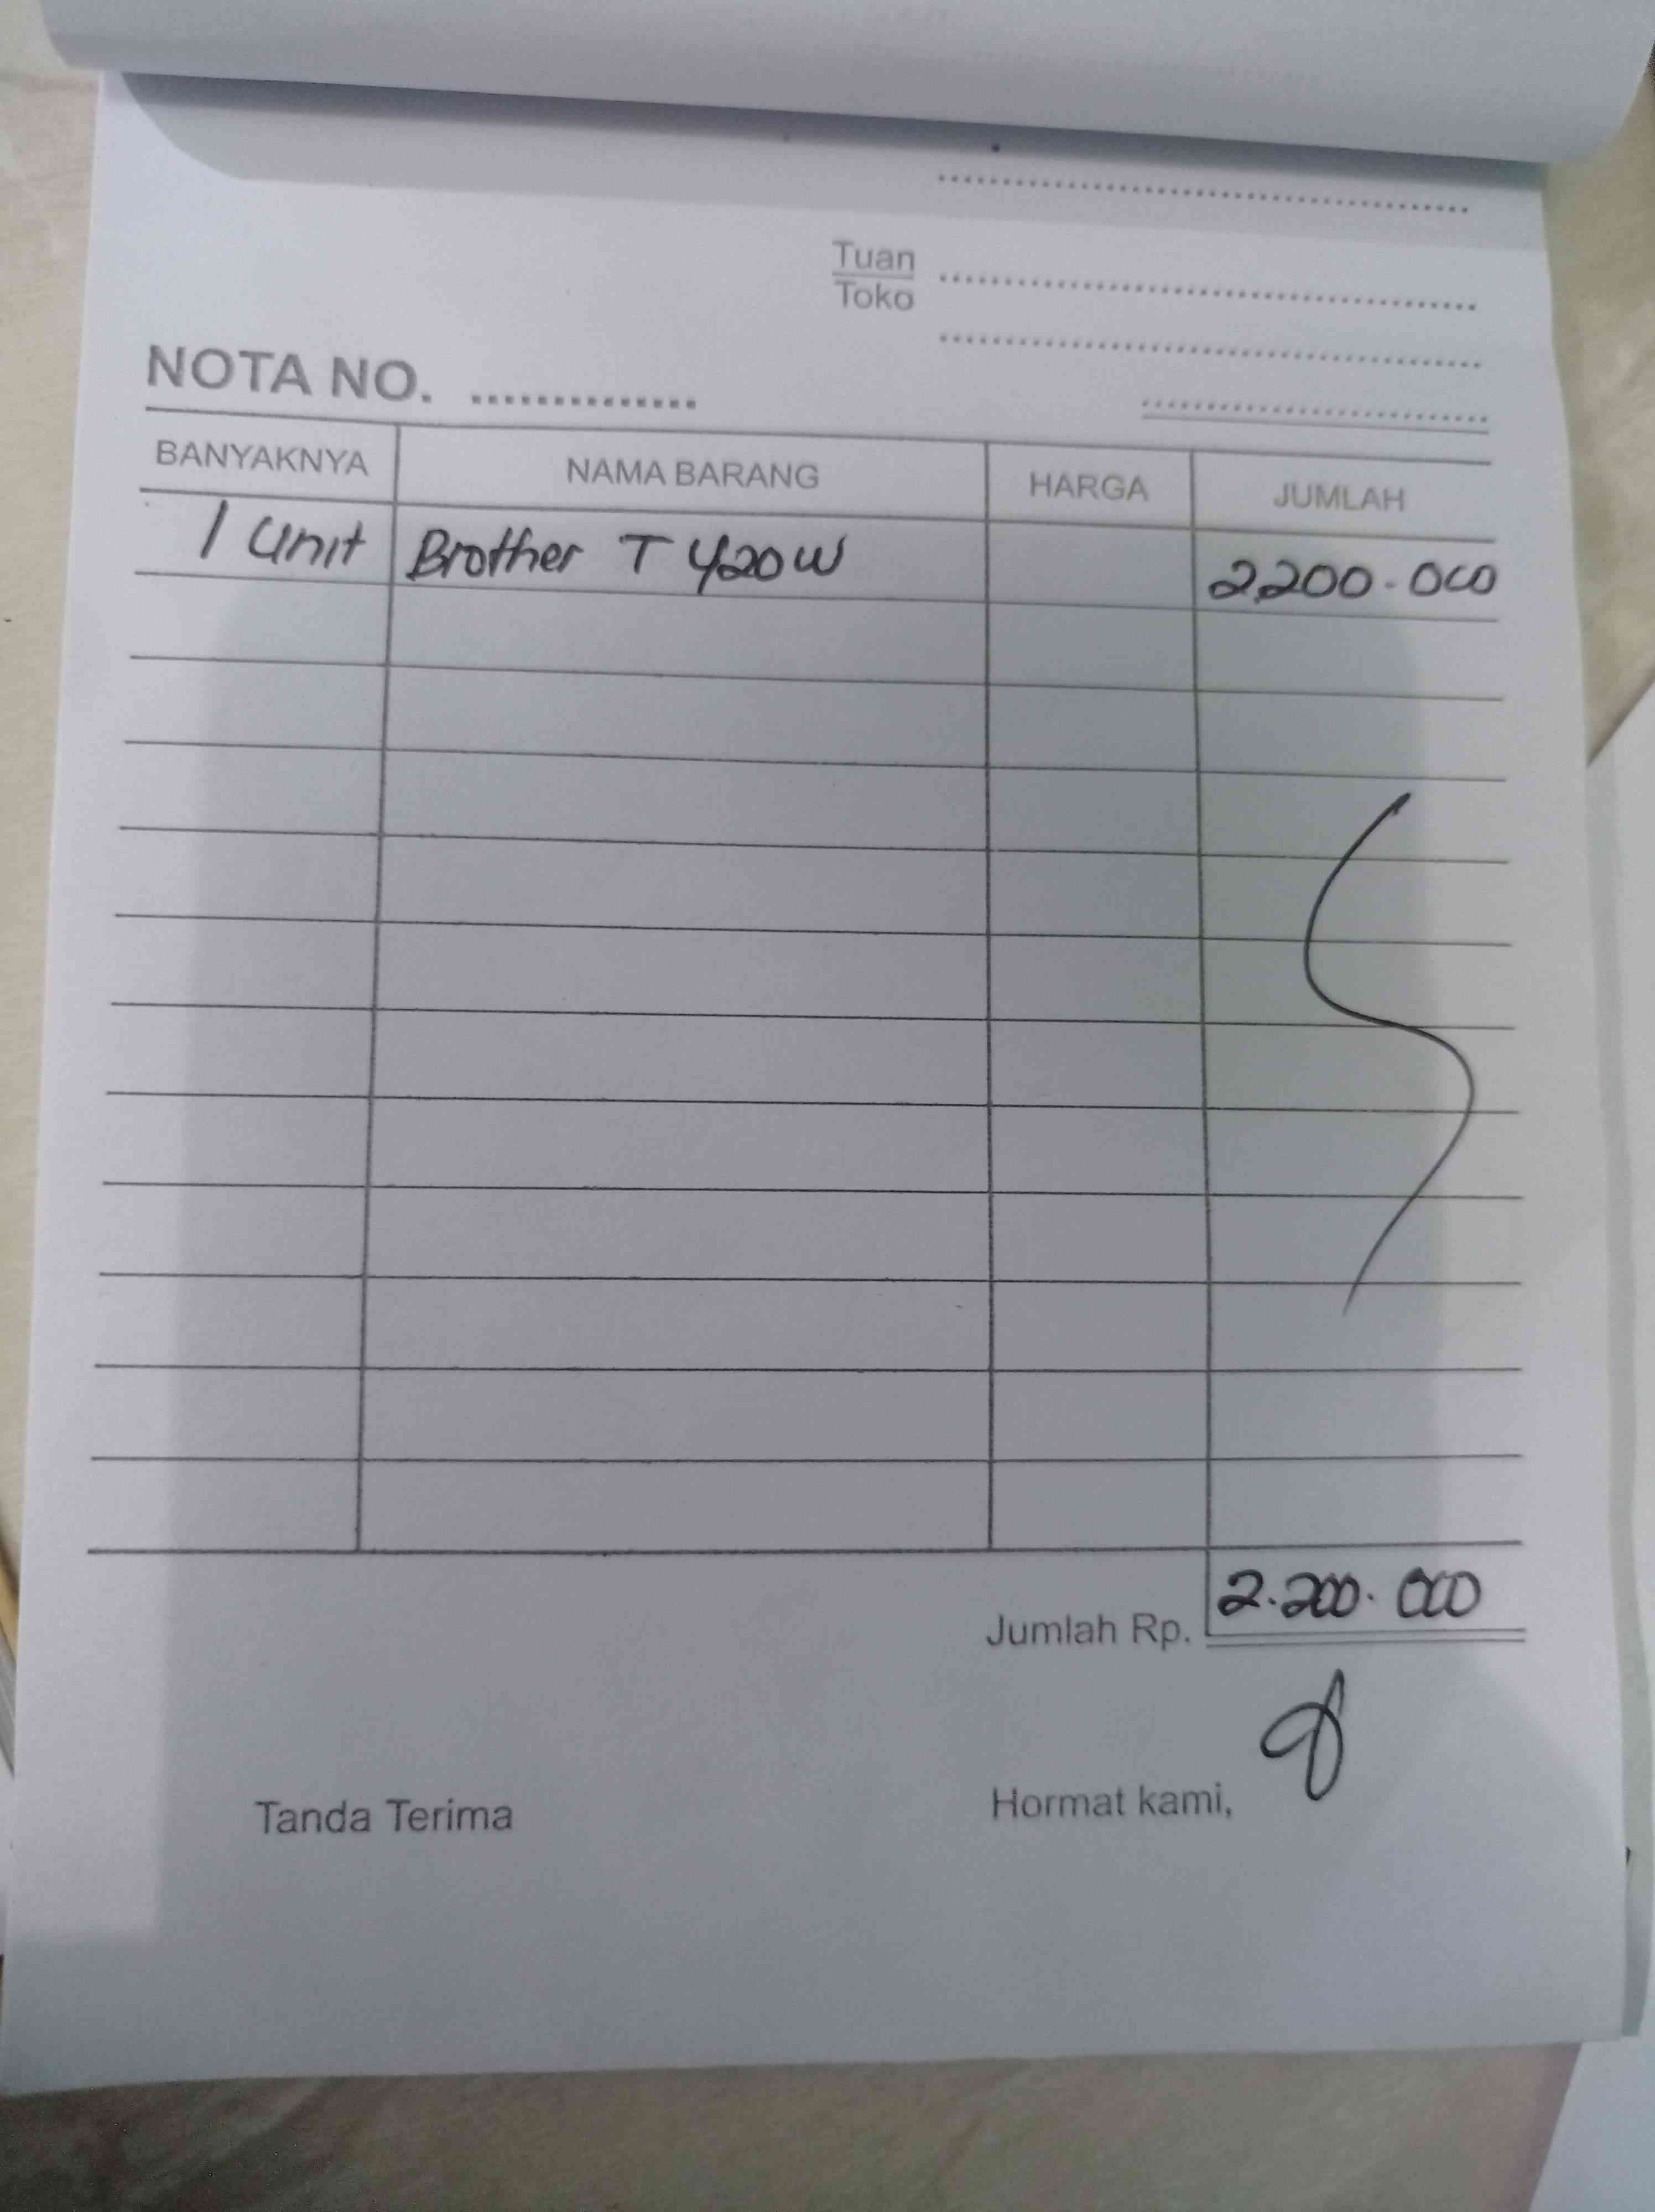 Tuan
Toko
NOTA NO.
BANYAKNYA NAMA BARANG HARGA JUMLAH
1 Unit Brother T 420W 2.200.000
Jumlah Rp. 2.200.000
Tanda Terima Hormat kami,